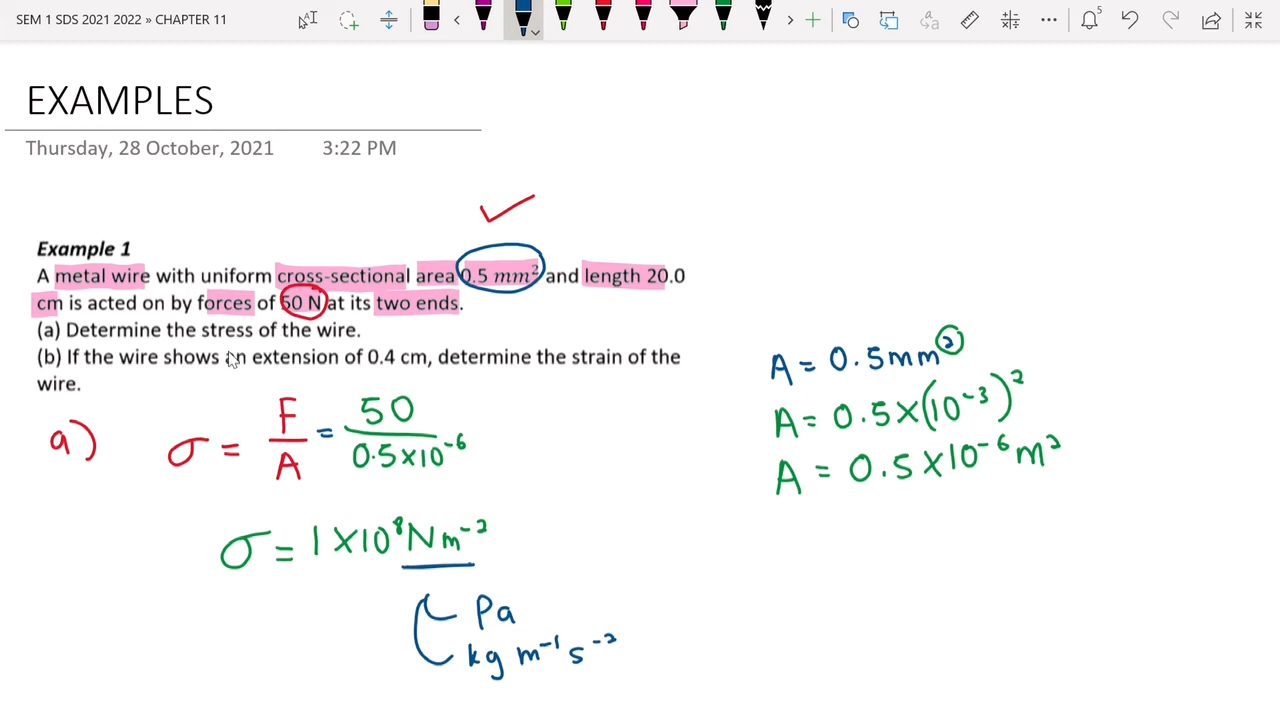 SEM 1 SDS 2021 2022 » CHAPTER 11
5
EXAMPLES
Thursday, 28 October, 2021 3:22 PM
Example 1
A metal wire with uniform cross-sectional area 0.5 mm² and length 20.0
cm is acted on by forces of 50 N at its two ends.
(a) Determine the stress of the wire.
(b) If the wire shows an extension of 0.4 cm, determine the strain of the
wire.
a) σ = F/A = 50/0.5×10⁻⁶
σ = 1×10⁸ Nm⁻²
Pa
kg m⁻¹ s⁻²
A = 0.5mm²
A = 0.5×(10⁻³)²
A = 0.5×10⁻⁶ m²